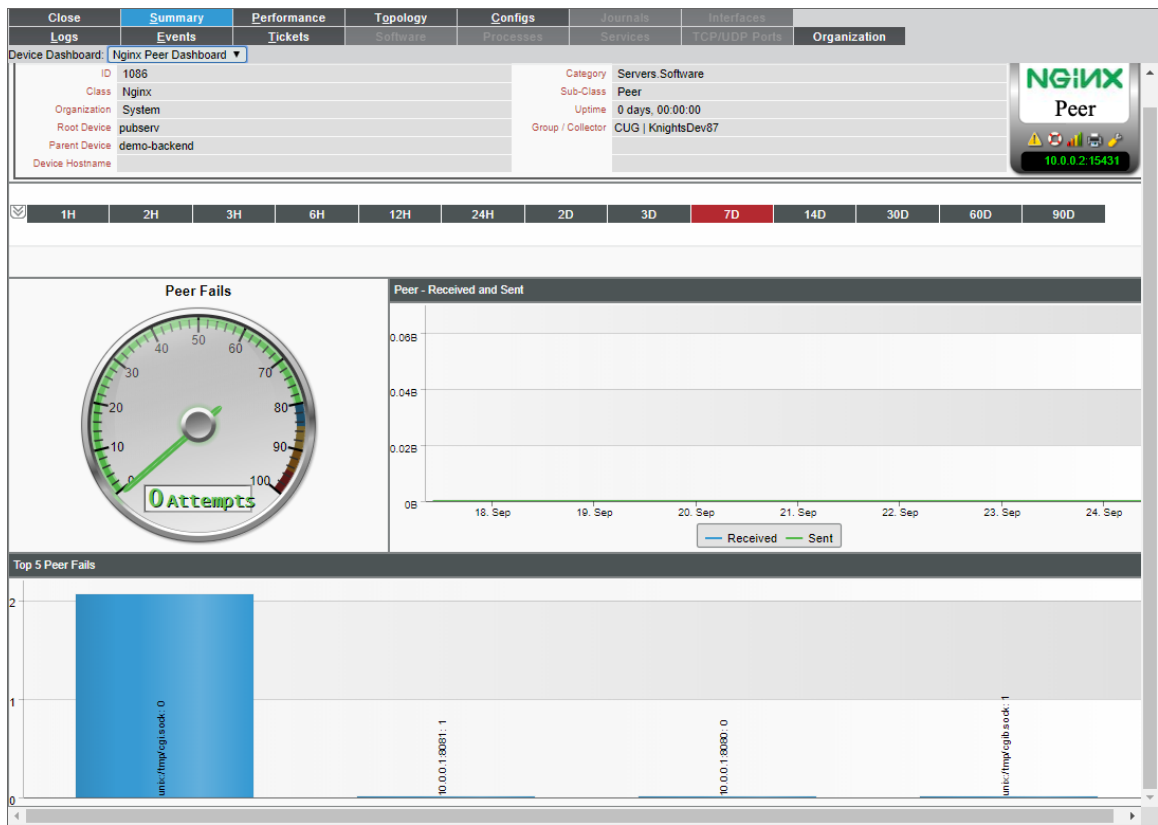 Close Summary Performance Topology Configs Journals Interfaces
Logs Events Tickets Software Processes Services TCP/UDP Ports Organization
Device Dashboard: Nginx Peer Dashboard ▼
ID 1086 Category Servers.Software
Class Nginx Sub-Class Peer
Organization System Uptime 0 days, 00:00:00
Root Device pubserv Group / Collector CUG | KnightsDev87
Parent Device demo-backend
Device Hostname
NGINX
Peer
10.0.0.2:15431
1H 2H 3H 6H 12H 24H 2D 3D 7D 14D 30D 60D 90D
Peer Fails
0 10 20 30 40 50 60 70 80 90 100
0 Attempts
Peer - Received and Sent
0.06B
0.04B
0.02B
0B
18. Sep 19. Sep 20. Sep 21. Sep 22. Sep 23. Sep 24. Sep
Received Sent
Top 5 Peer Fails
2
1
0
unix:/tmp/cgi.sock: 0
10.0.0.1:8081: 1
10.0.0.1:8080: 0
unix:/tmp/cgib.sock: 1